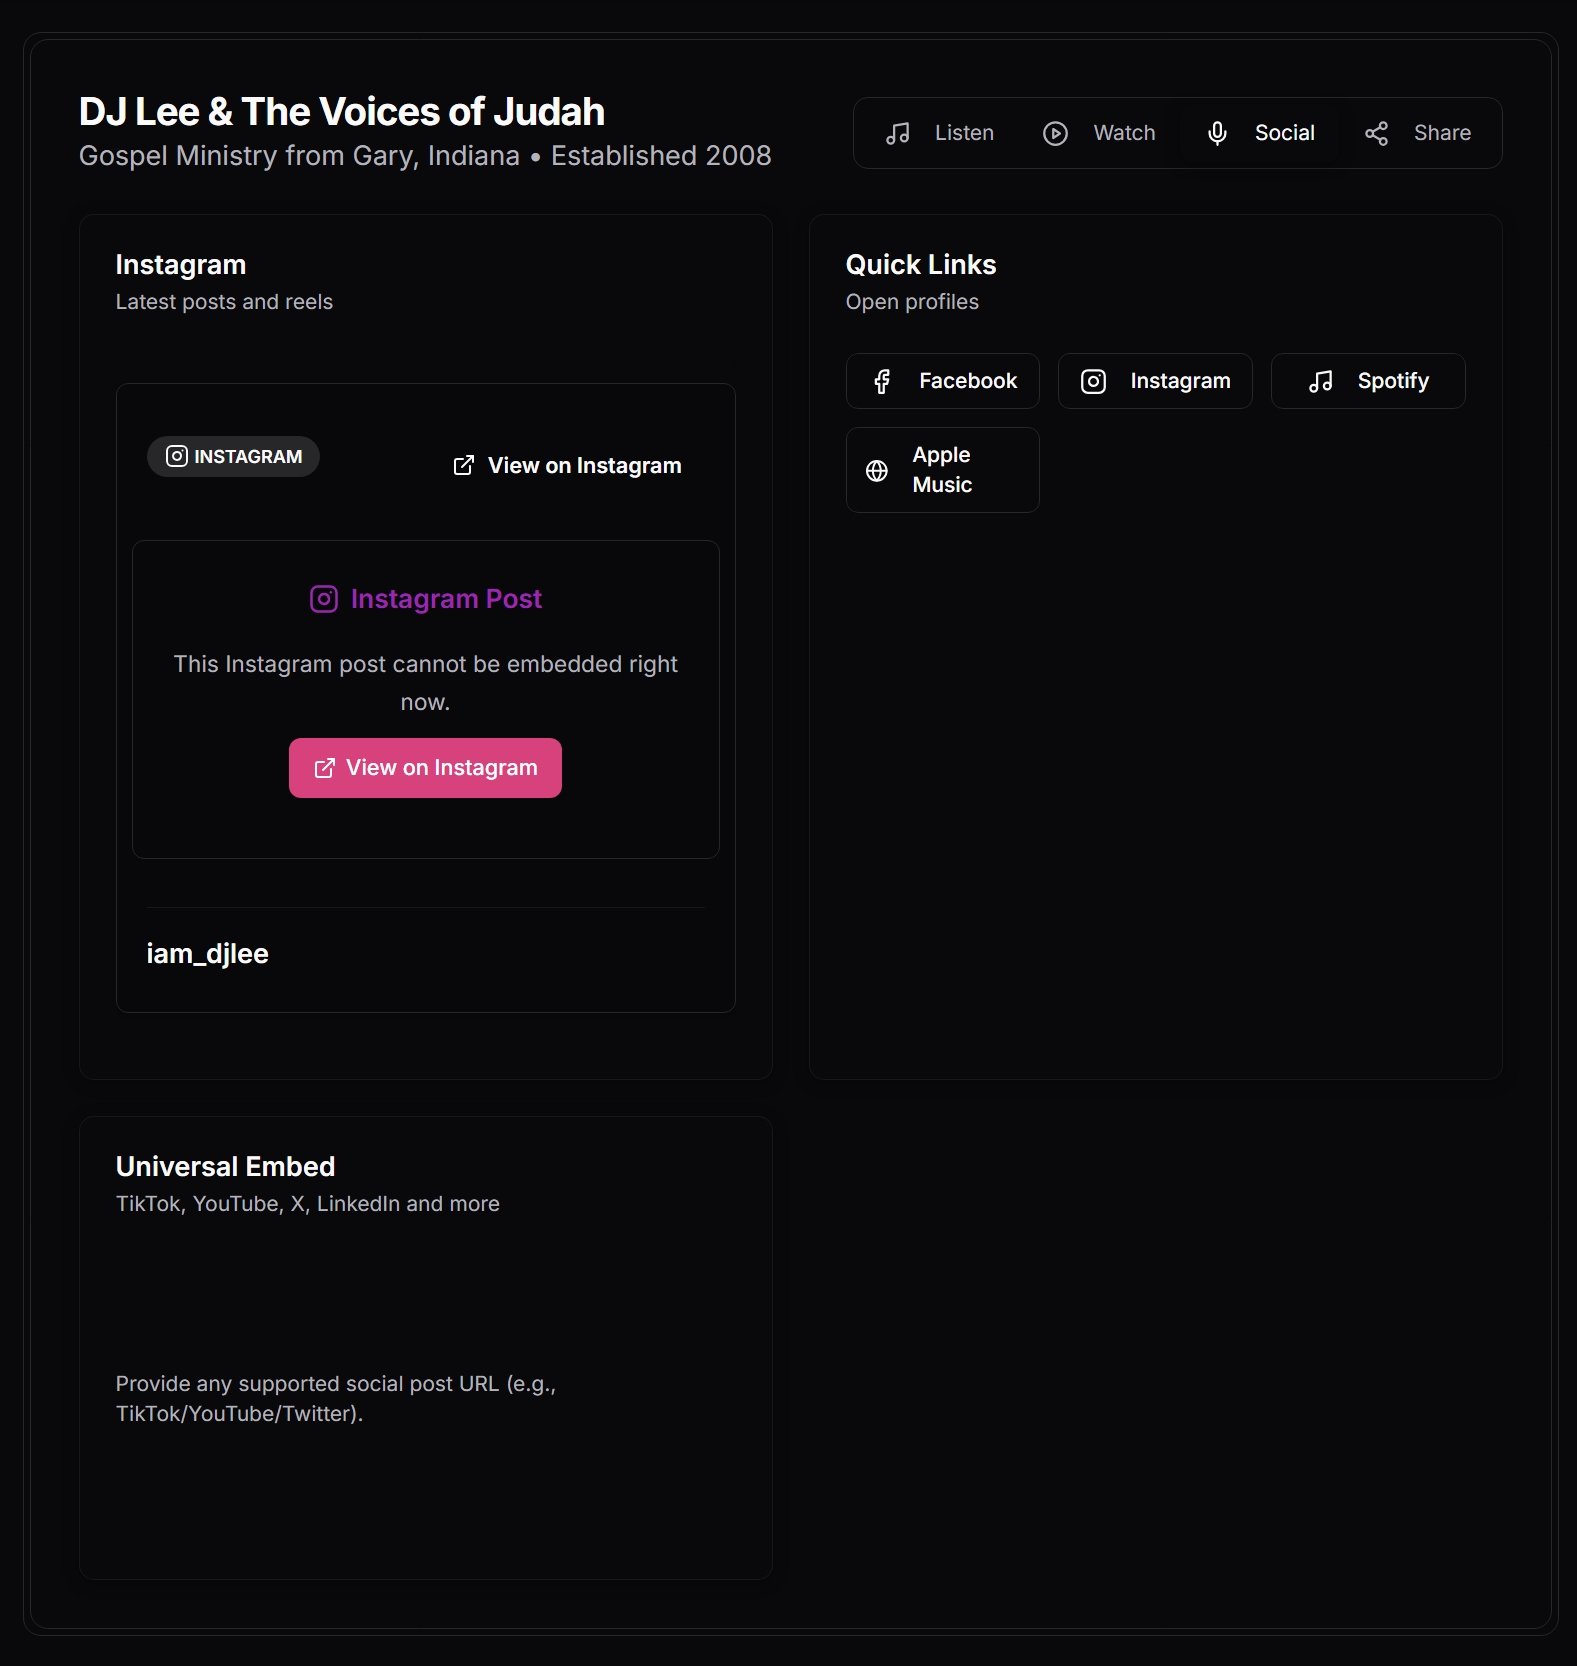 DJ Lee & The Voices of Judah
Gospel Ministry from Gary, Indiana • Established 2008
Listen
Watch
Social
Share
Instagram
Latest posts and reels
INSTAGRAM
View on Instagram
Instagram Post
This Instagram post cannot be embedded right
now.
View on Instagram
iam_djlee
Quick Links
Open profiles
Facebook
Instagram
Spotify
Apple
Music
Universal Embed
TikTok, YouTube, X, LinkedIn and more
Provide any supported social post URL (e.g.,
TikTok/YouTube/Twitter).